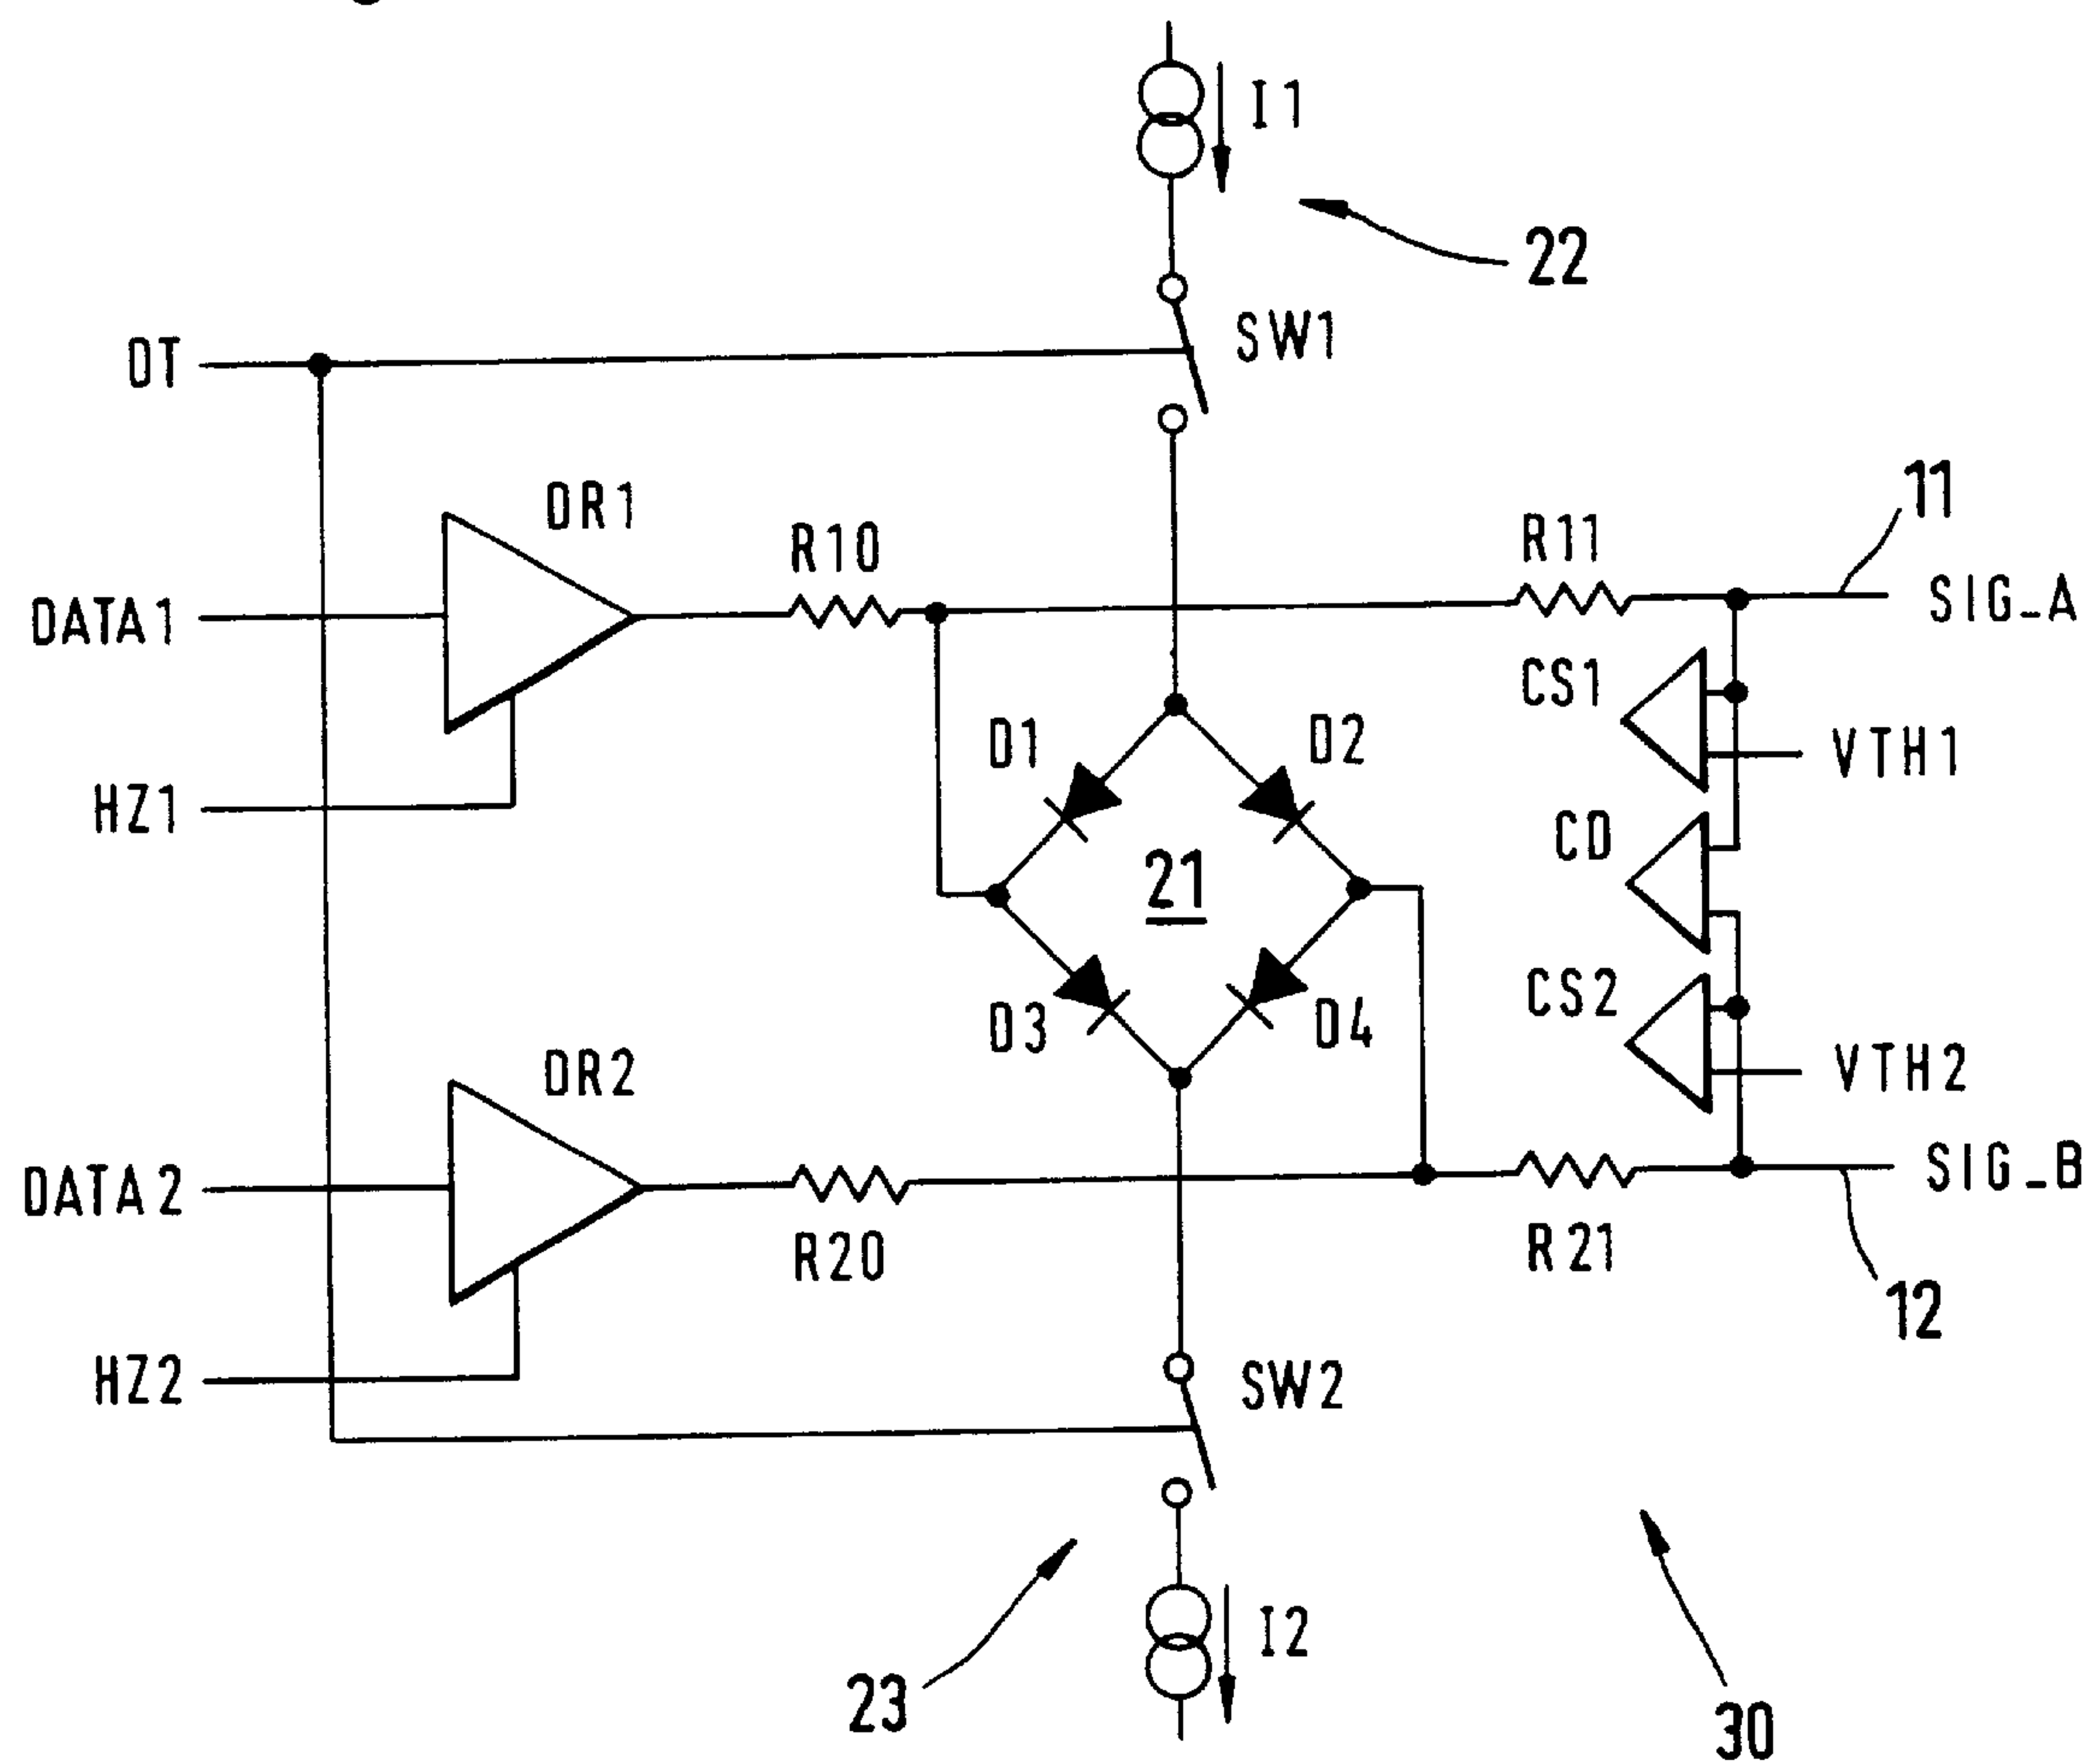 I1
22
SW1
DT
11
DR1
R10
R11
SIG_A
DATA1
CS1
VTH1
D1
D2
HZ1
CD
21
CS2
D3
D4
VTH2
DR2
DATA2
SIG_B
R20
R21
12
HZ2
SW2
I2
23
30